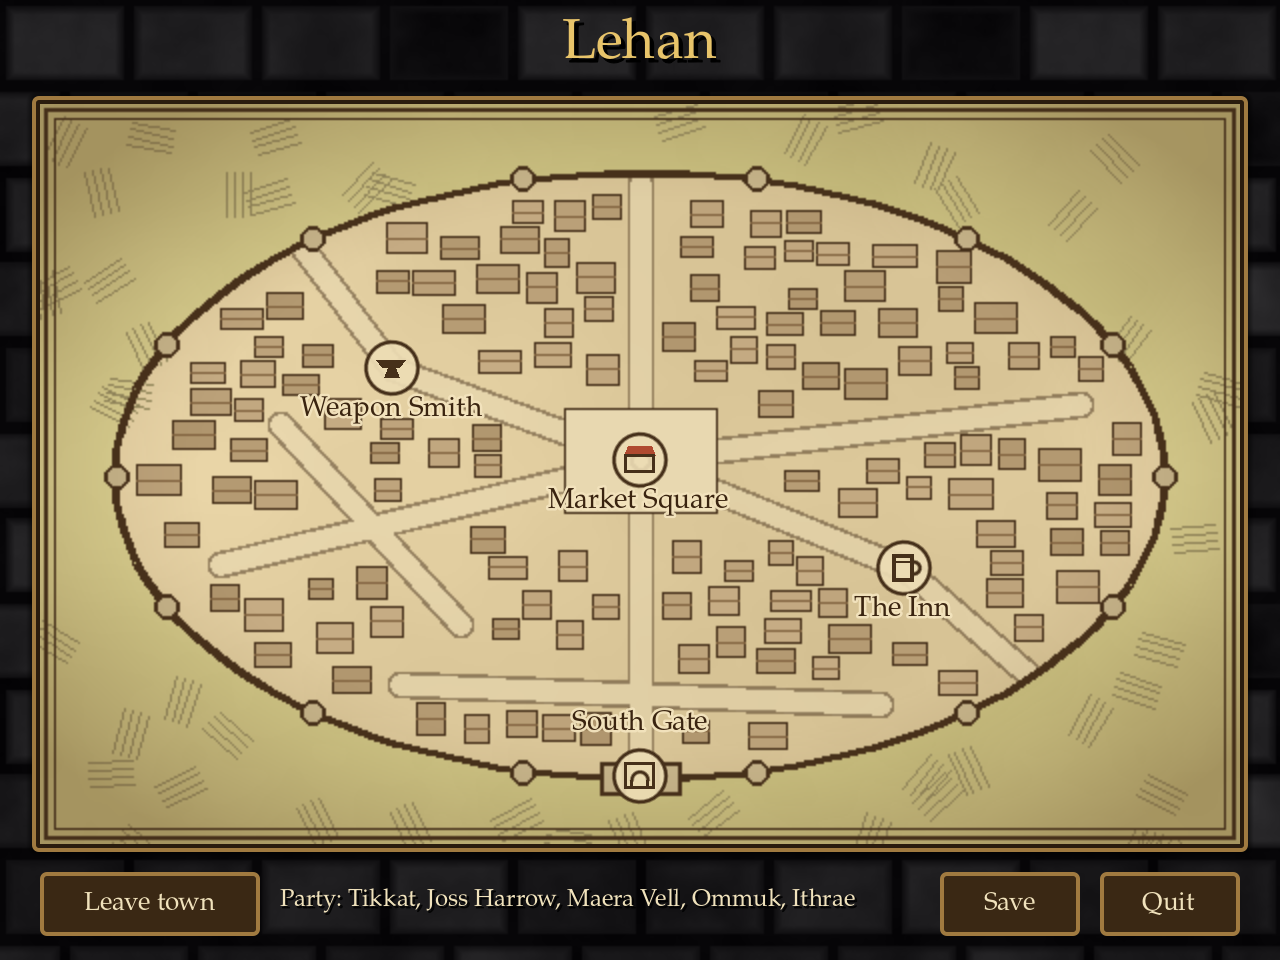 Lehan
Weapon Smith
Market Square
The Inn
South Gate
Leave town
Party: Tikkat, Joss Harrow, Maera Vell, Ommuk, Ithrae
Save
Quit